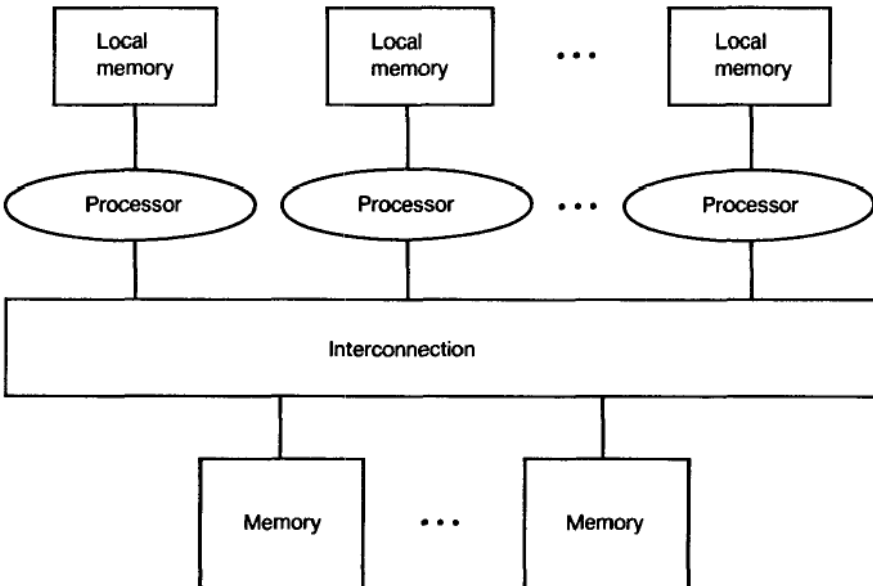 Local
memory
Local
memory
• • •
Local
memory
Processor
Processor
• • •
Processor
Interconnection
Memory
• • •
Memory